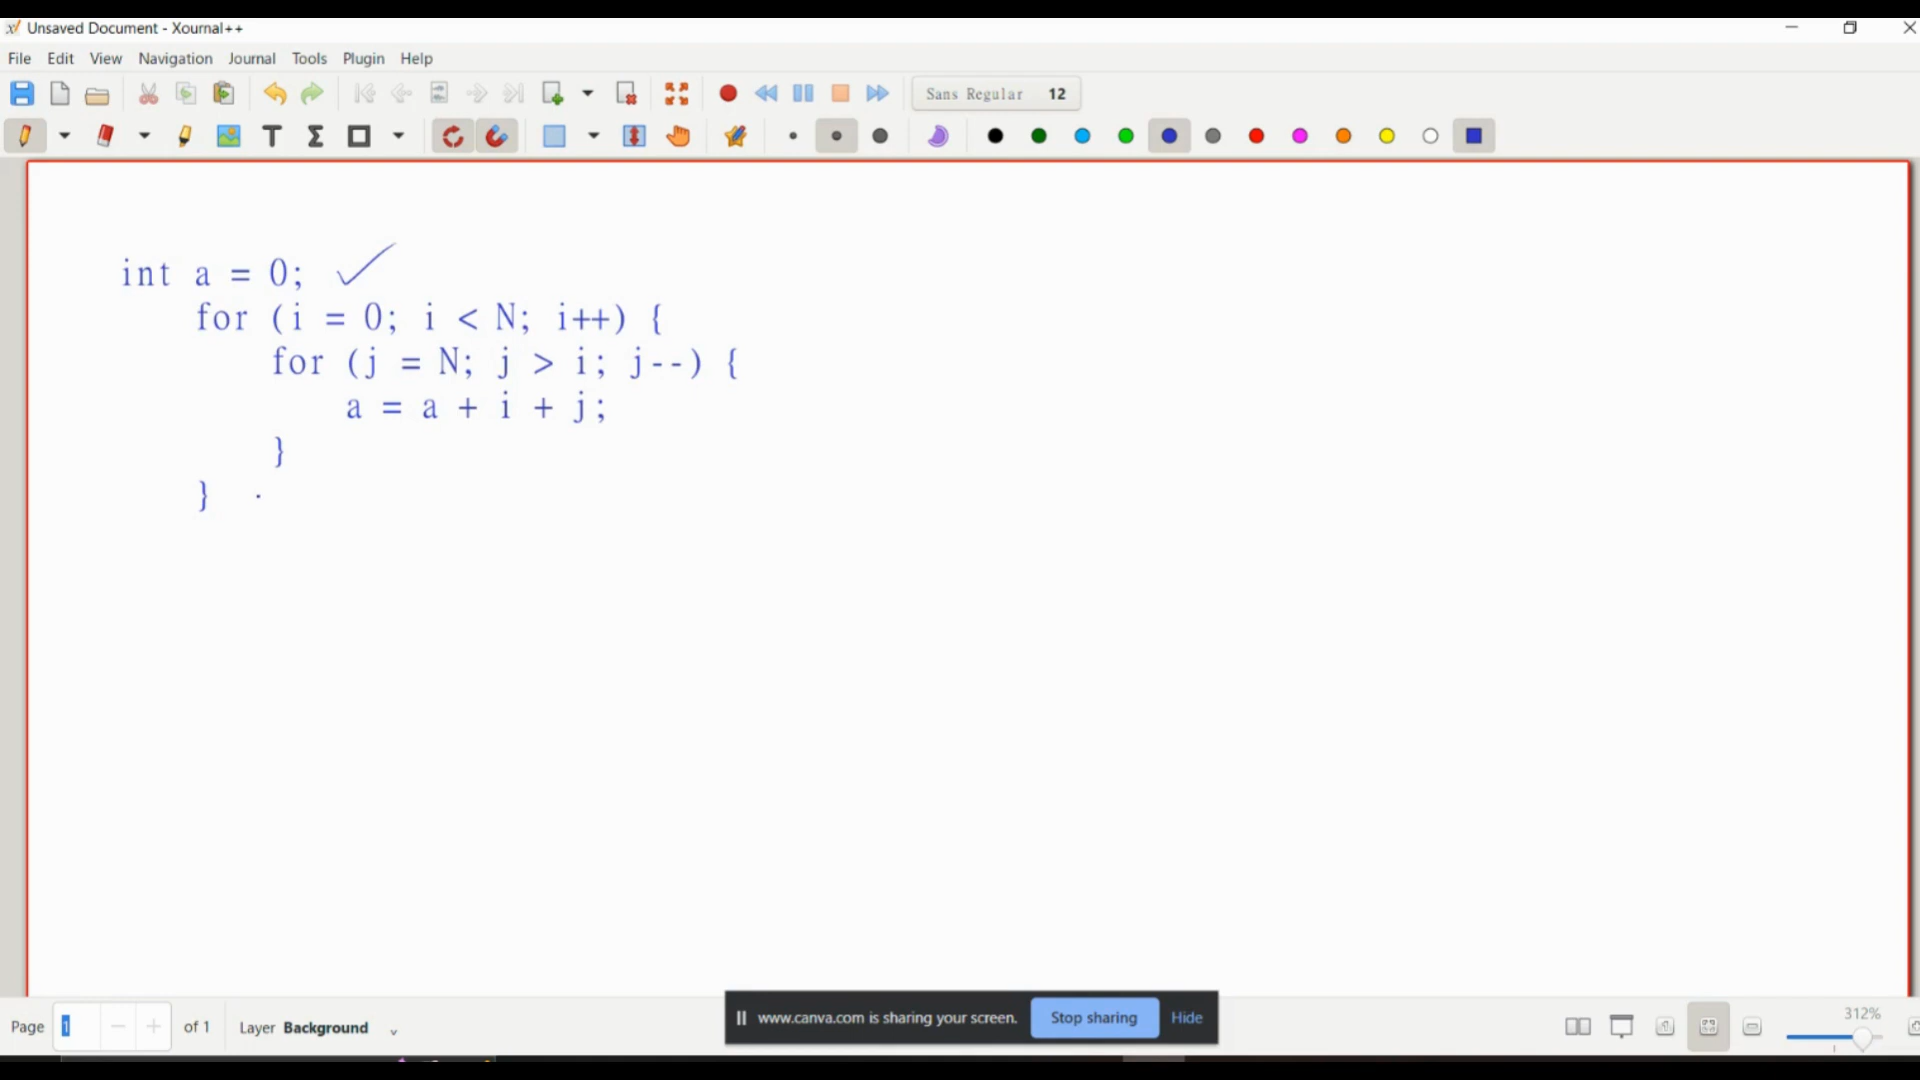 Unsaved Document - Xournal++
File Edit View Navigation Journal Tools Plugin Help
Sans Regular 12
int a = 0;
for (i = 0; i < N; i++) {
for (j = N; j > i; j--) {
a = a + i + j;
}
}
www.canva.com is sharing your screen. Stop sharing Hide
Page 1 of 1 Layer Background
312%